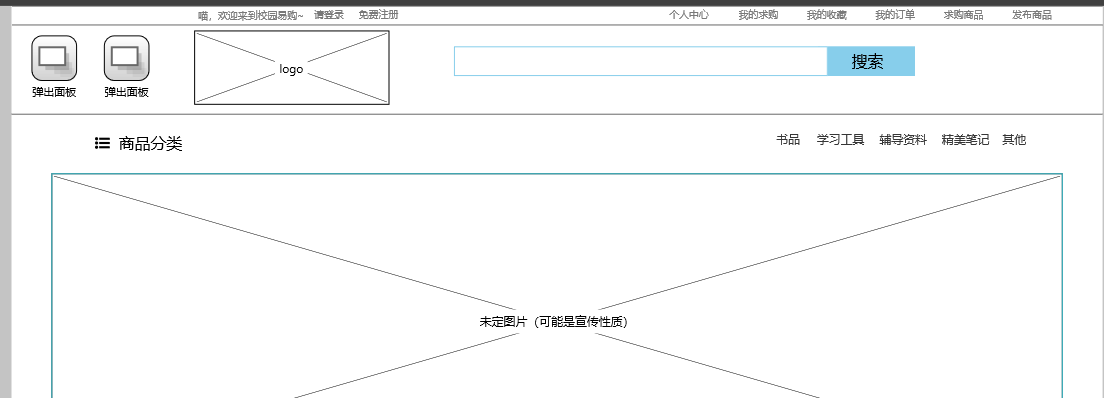 喵，欢迎来到校园易购~ 请登录 免费注册 个人中心 我的求购 我的收藏 我的订单 求购商品 发布商品
logo
搜索
弹出面板 弹出面板
商品分类 书品 学习工具 辅导资料 精美笔记 其他
未定图片（可能是宣传性质）